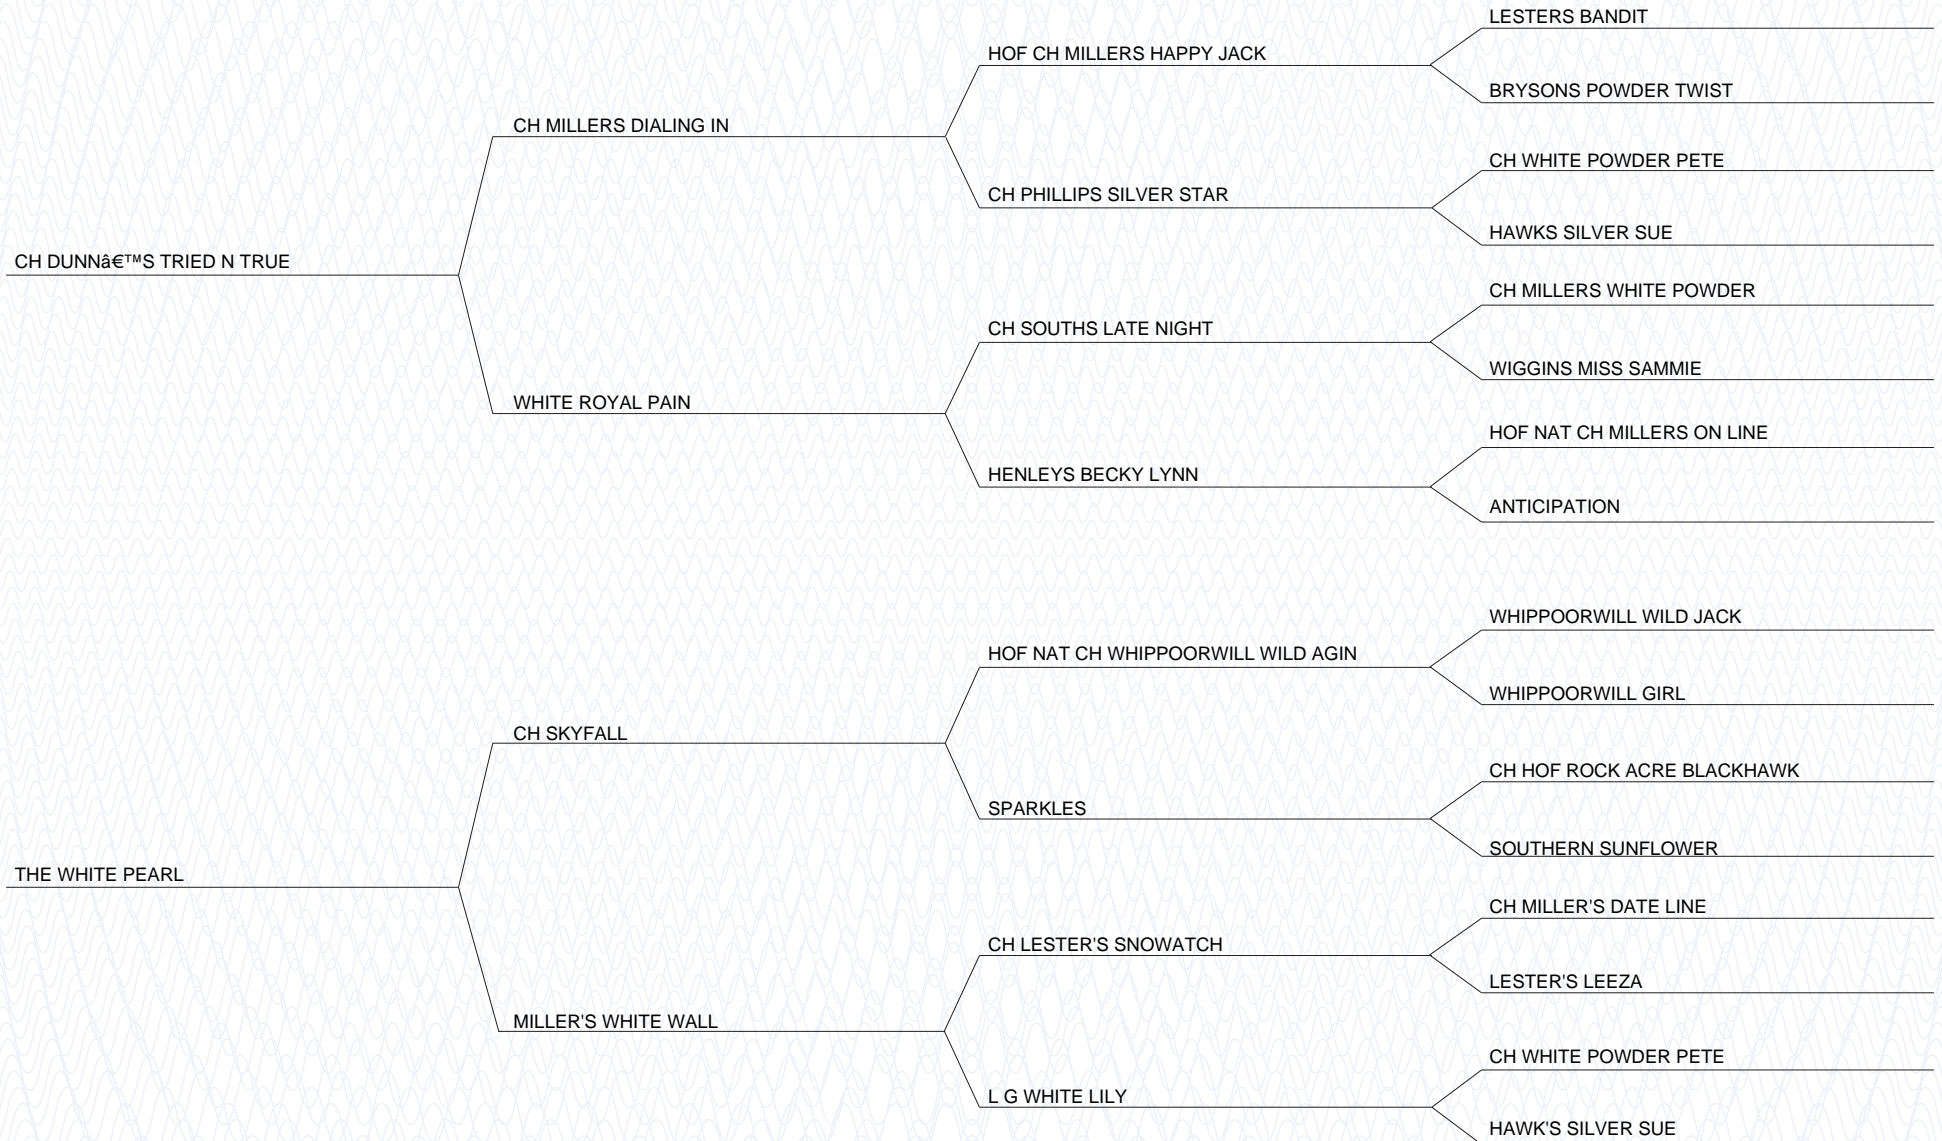 LESTERS BANDIT
HOF CH MILLERS HAPPY JACK
BRYSONS POWDER TWIST
CH MILLERS DIALING IN
CH WHITE POWDER PETE
CH PHILLIPS SILVER STAR
HAWKS SILVER SUE
CH DUNNâ€™S TRIED N TRUE
CH MILLERS WHITE POWDER
CH SOUTHS LATE NIGHT
WIGGINS MISS SAMMIE
WHITE ROYAL PAIN
HOF NAT CH MILLERS ON LINE
HENLEYS BECKY LYNN
ANTICIPATION
WHIPPOORWILL WILD JACK
HOF NAT CH WHIPPOORWILL WILD AGIN
WHIPPOORWILL GIRL
CH SKYFALL
CH HOF ROCK ACRE BLACKHAWK
SPARKLES
SOUTHERN SUNFLOWER
THE WHITE PEARL
CH MILLER'S DATE LINE
CH LESTER'S SNOWATCH
LESTER'S LEEZA
MILLER'S WHITE WALL
CH WHITE POWDER PETE
L G WHITE LILY
HAWK'S SILVER SUE